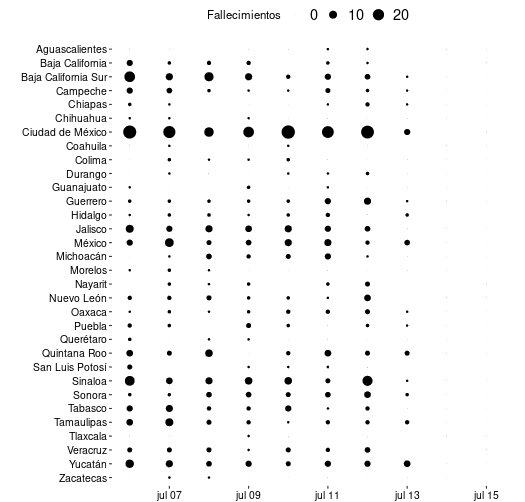 Fallecimientos 0 10 20
Aguascalientes
Baja California
Baja California Sur
Campeche
Chiapas
Chihuahua
Ciudad de México
Coahuila
Colima
Durango
Guanajuato
Guerrero
Hidalgo
Jalisco
México
Michoacán
Morelos
Nayarit
Nuevo León
Oaxaca
Puebla
Querétaro
Quintana Roo
San Luis Potosí
Sinaloa
Sonora
Tabasco
Tamaulipas
Tlaxcala
Veracruz
Yucatán
Zacatecas
jul 07 jul 09 jul 11 jul 13 jul 15